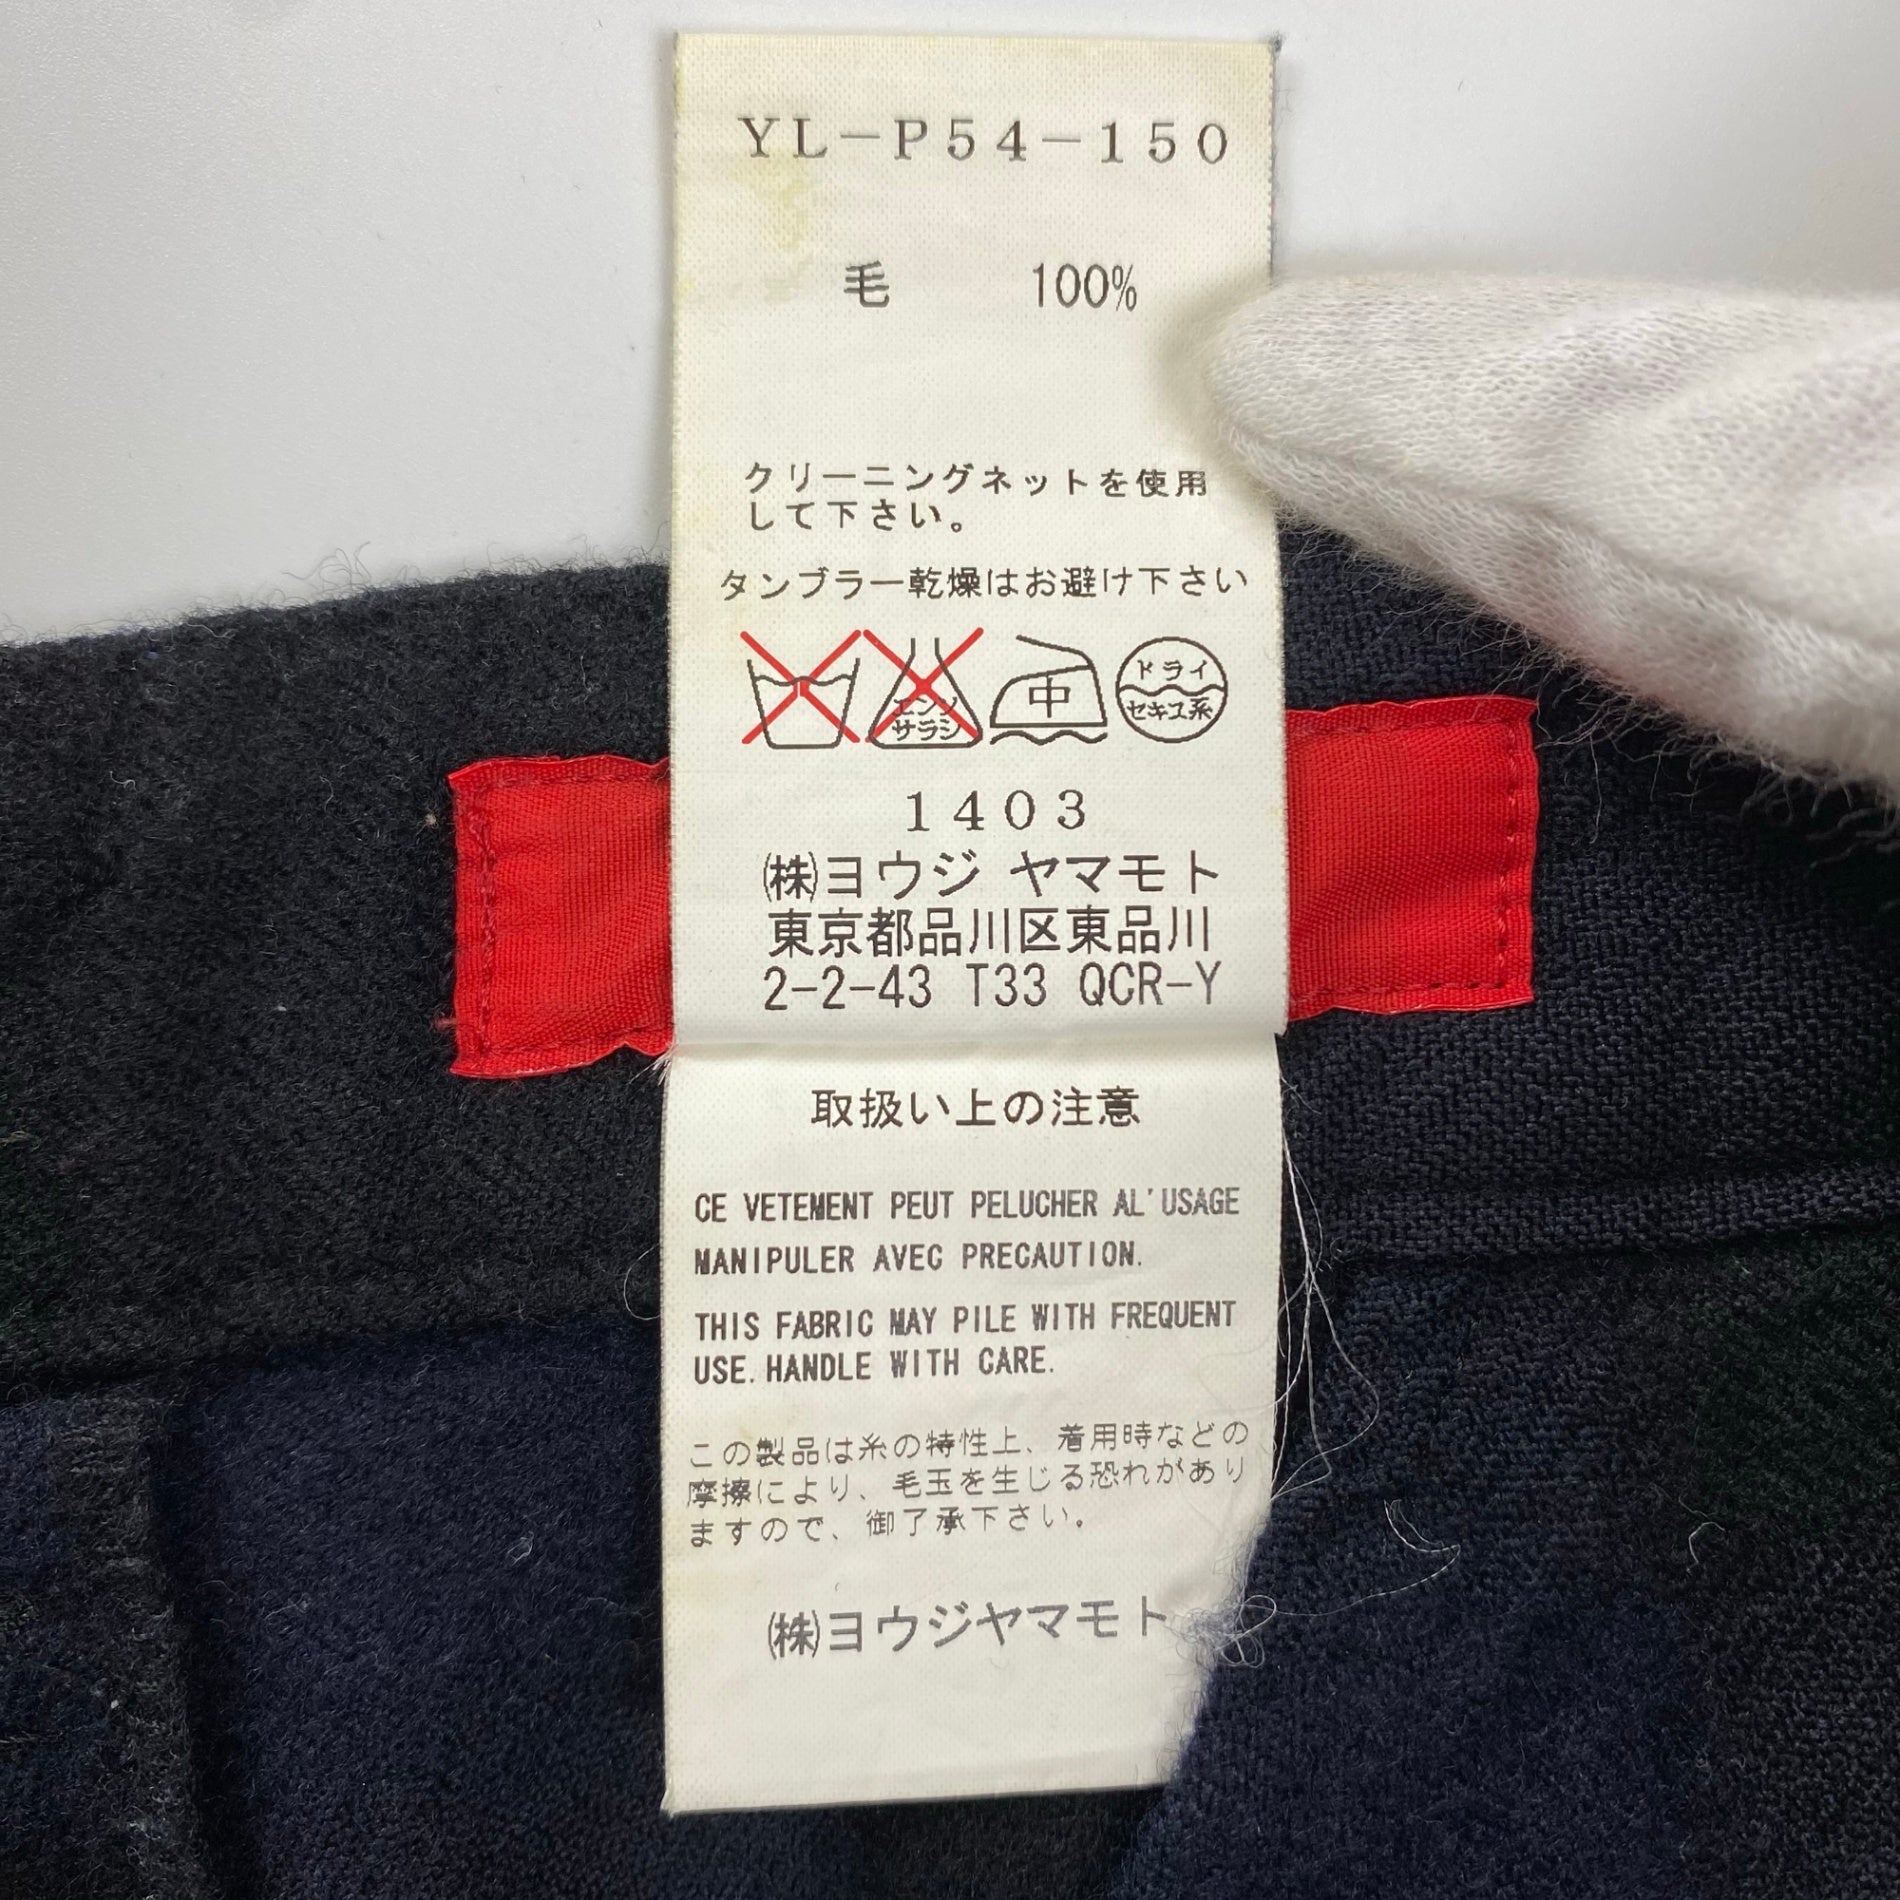 YL-P54-150
毛 100%
クリーニングネットを使用
して下さい。
タンブラー乾燥はお避け下さい
エンソ
サラシ
中
ドライ
セキユ系
1403
㈱ヨウジ ヤマモト
東京都品川区東品川
2-2-43 T33 QCR-Y
取扱い上の注意
CE VETEMENT PEUT PELUCHER AL'USAGE
MANIPULER AVEC PRECAUTION.
THIS FABRIC MAY PILE WITH FREQUENT
USE. HANDLE WITH CARE.
この製品は糸の特性上、着用時などの
摩擦により、毛玉を生じる恐れがあり
ますので、御了承下さい。
㈱ヨウジヤマモト